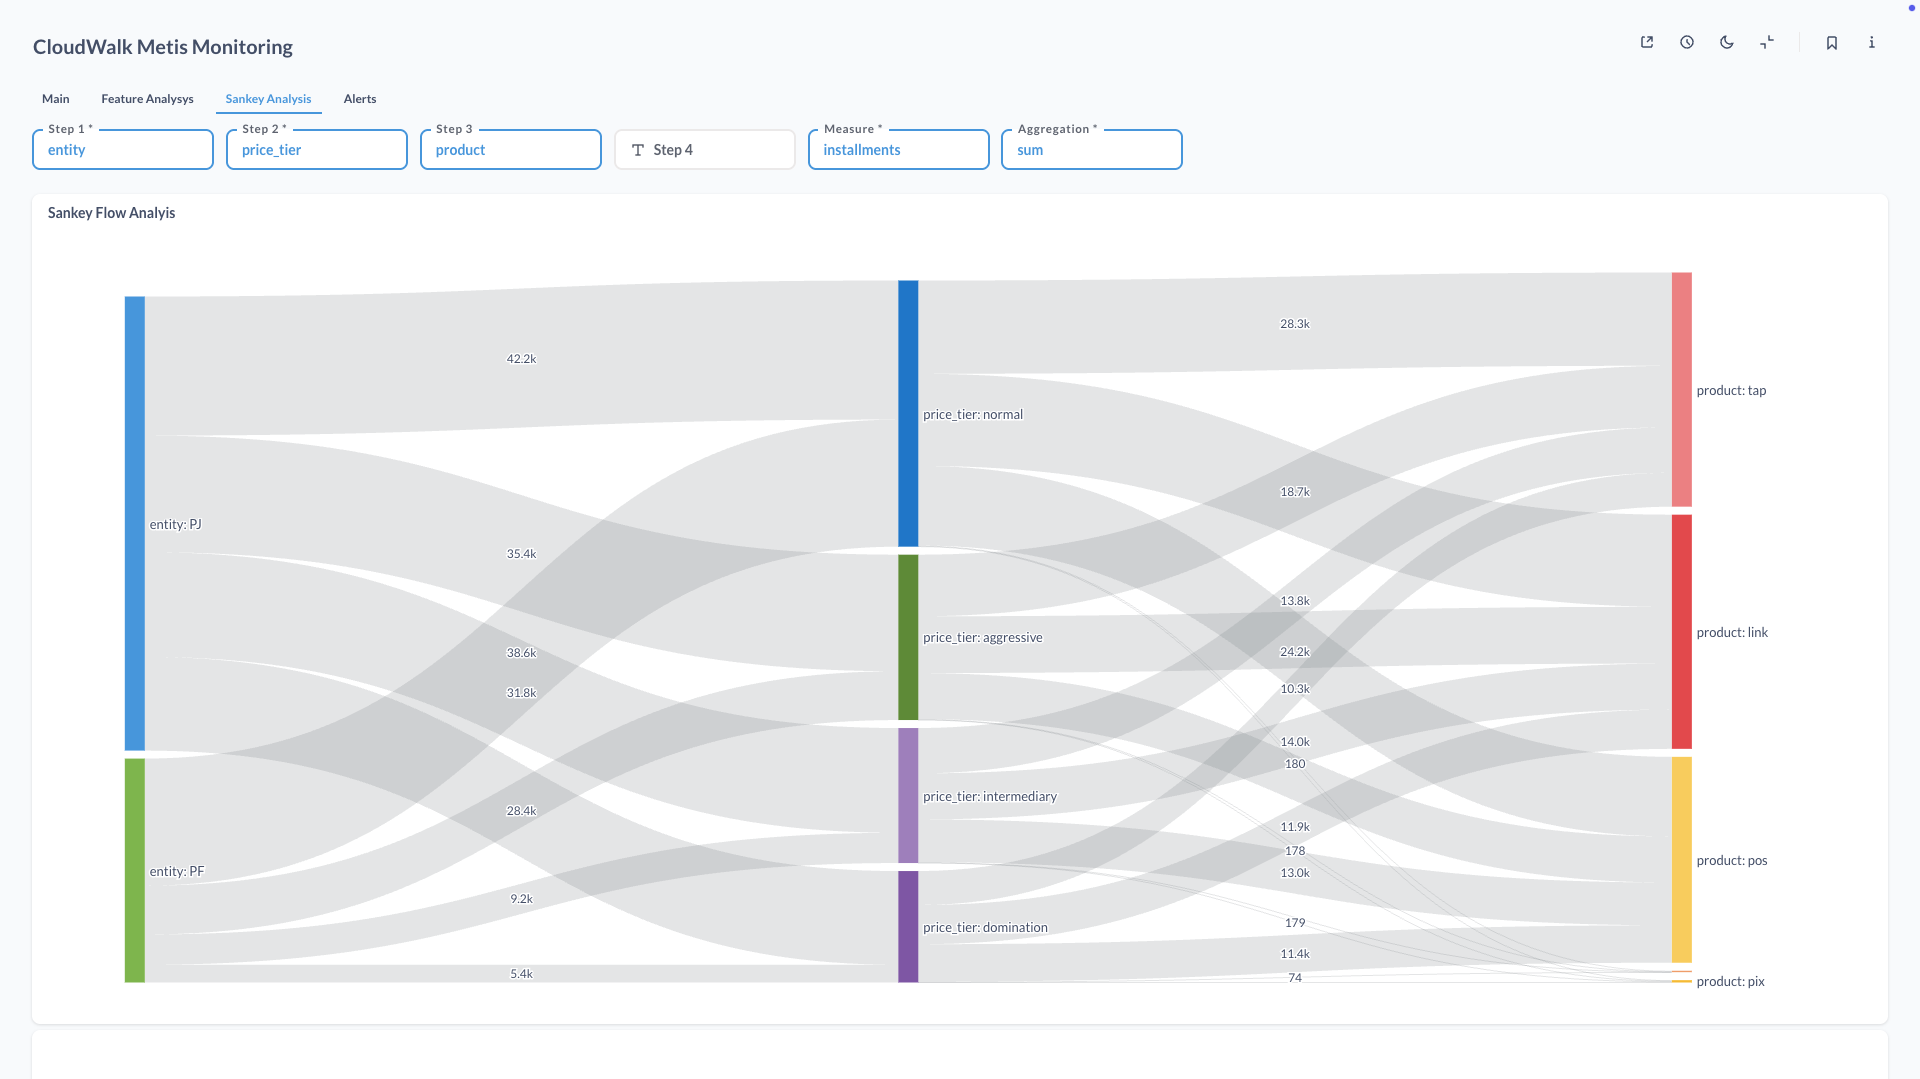 CloudWalk Metis Monitoring
Main
Feature Analysys
Sankey Analysis
Alerts
Step 1 *
entity
Step 2 *
price_tier
Step 3
product
Step 4
Measure *
installments
Aggregation *
sum
Sankey Flow Analyis
entity: PJ
entity: PF
42.2k
35.4k
38.6k
31.8k
28.4k
9.2k
5.4k
price_tier: normal
price_tier: aggressive
price_tier: intermediary
price_tier: domination
28.3k
18.7k
13.8k
24.2k
10.3k
14.0k
180
11.9k
178
13.0k
179
11.4k
74
product: tap
product: link
product: pos
product: pix